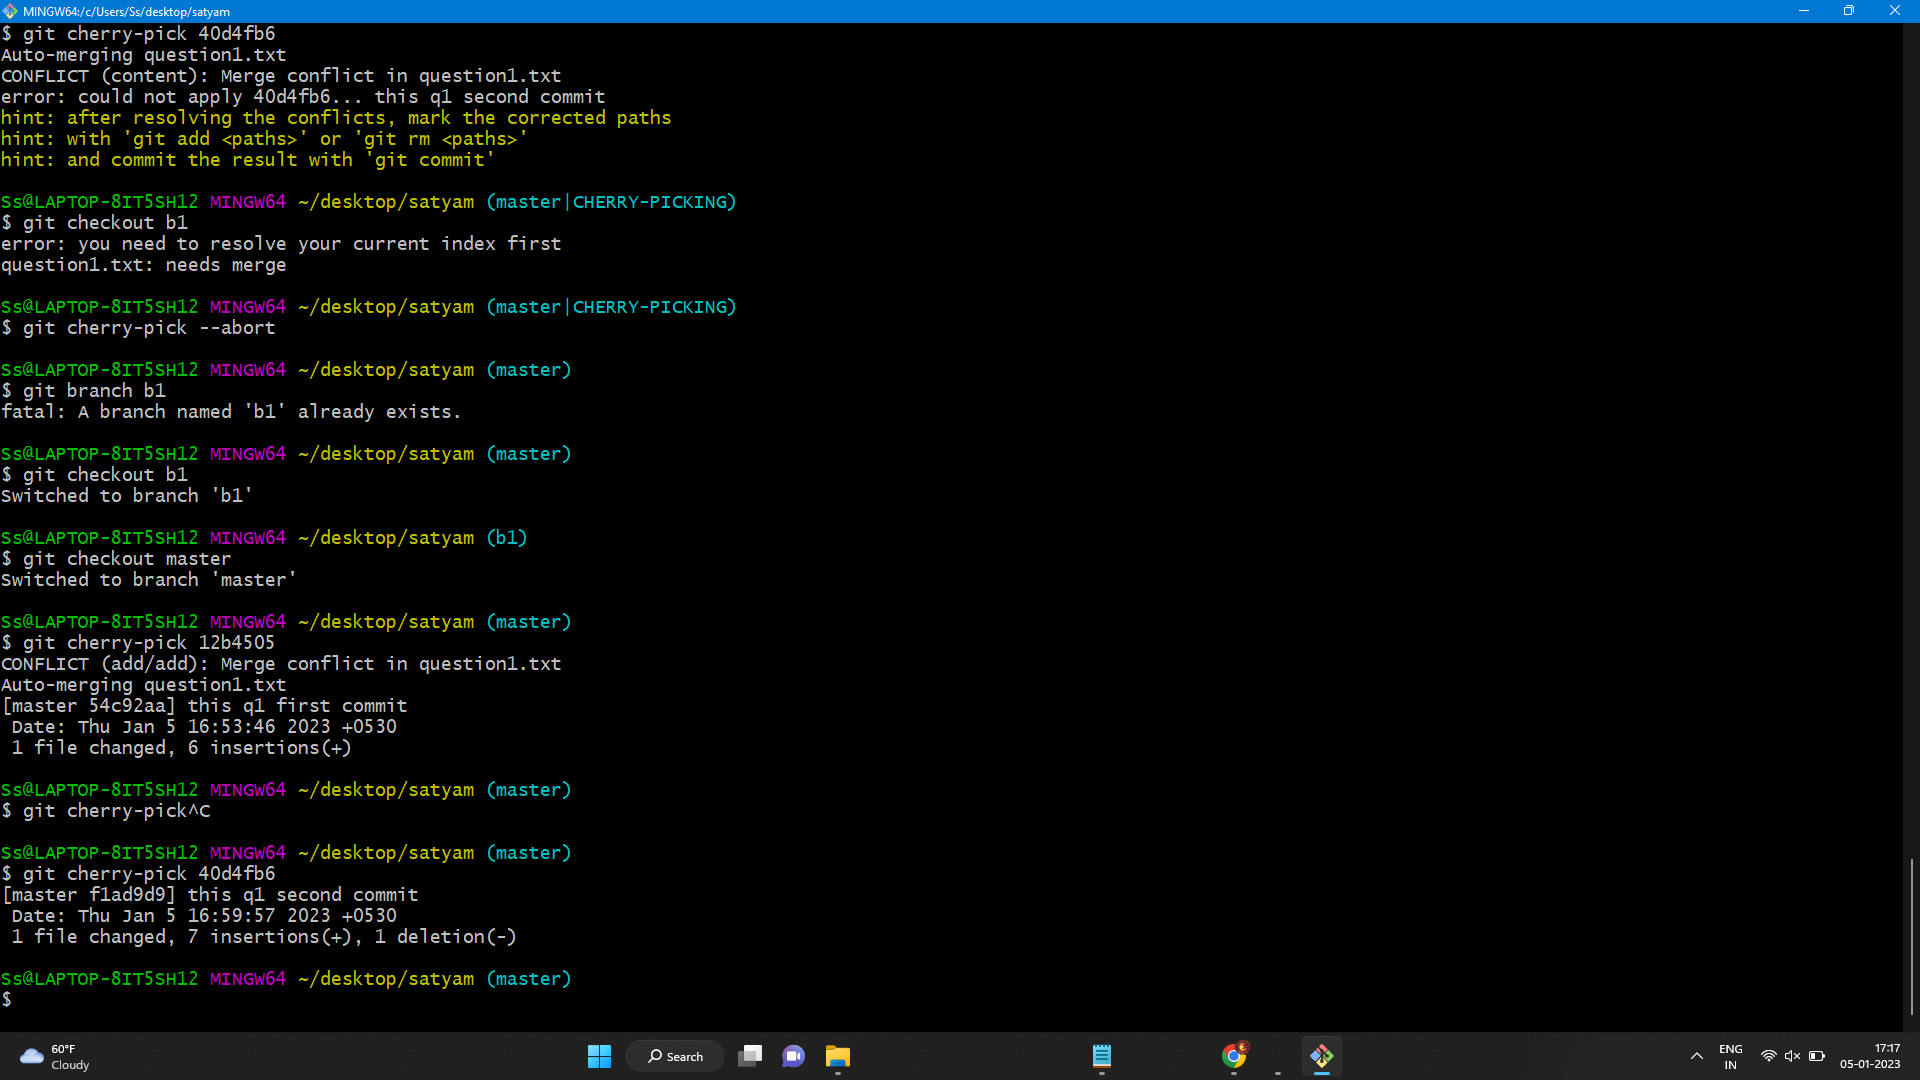 MINGW64:/c/Users/Ss/desktop/satyam
$ git cherry-pick 40d4fb6
Auto-merging question1.txt
CONFLICT (content): Merge conflict in question1.txt
error: could not apply 40d4fb6... this q1 second commit
hint: after resolving the conflicts, mark the corrected paths
hint: with 'git add <paths>' or 'git rm <paths>'
hint: and commit the result with 'git commit'
Ss@LAPTOP-8IT5SH12 MINGW64 ~/desktop/satyam (master|CHERRY-PICKING)
$ git checkout b1
error: you need to resolve your current index first
question1.txt: needs merge
Ss@LAPTOP-8IT5SH12 MINGW64 ~/desktop/satyam (master|CHERRY-PICKING)
$ git cherry-pick --abort
Ss@LAPTOP-8IT5SH12 MINGW64 ~/desktop/satyam (master)
$ git branch b1
fatal: A branch named 'b1' already exists.
Ss@LAPTOP-8IT5SH12 MINGW64 ~/desktop/satyam (master)
$ git checkout b1
Switched to branch 'b1'
Ss@LAPTOP-8IT5SH12 MINGW64 ~/desktop/satyam (b1)
$ git checkout master
Switched to branch 'master'
Ss@LAPTOP-8IT5SH12 MINGW64 ~/desktop/satyam (master)
$ git cherry-pick 12b4505
CONFLICT (add/add): Merge conflict in question1.txt
Auto-merging question1.txt
[master 54c92aa] this q1 first commit
Date: Thu Jan 5 16:53:46 2023 +0530
1 file changed, 6 insertions(+)
Ss@LAPTOP-8IT5SH12 MINGW64 ~/desktop/satyam (master)
$ git cherry-pick^C
Ss@LAPTOP-8IT5SH12 MINGW64 ~/desktop/satyam (master)
$ git cherry-pick 40d4fb6
[master f1ad9d9] this q1 second commit
Date: Thu Jan 5 16:59:57 2023 +0530
1 file changed, 7 insertions(+), 1 deletion(-)
Ss@LAPTOP-8IT5SH12 MINGW64 ~/desktop/satyam (master)
$
60°F
Cloudy
Search
ENG
IN
17:17
05-01-2023